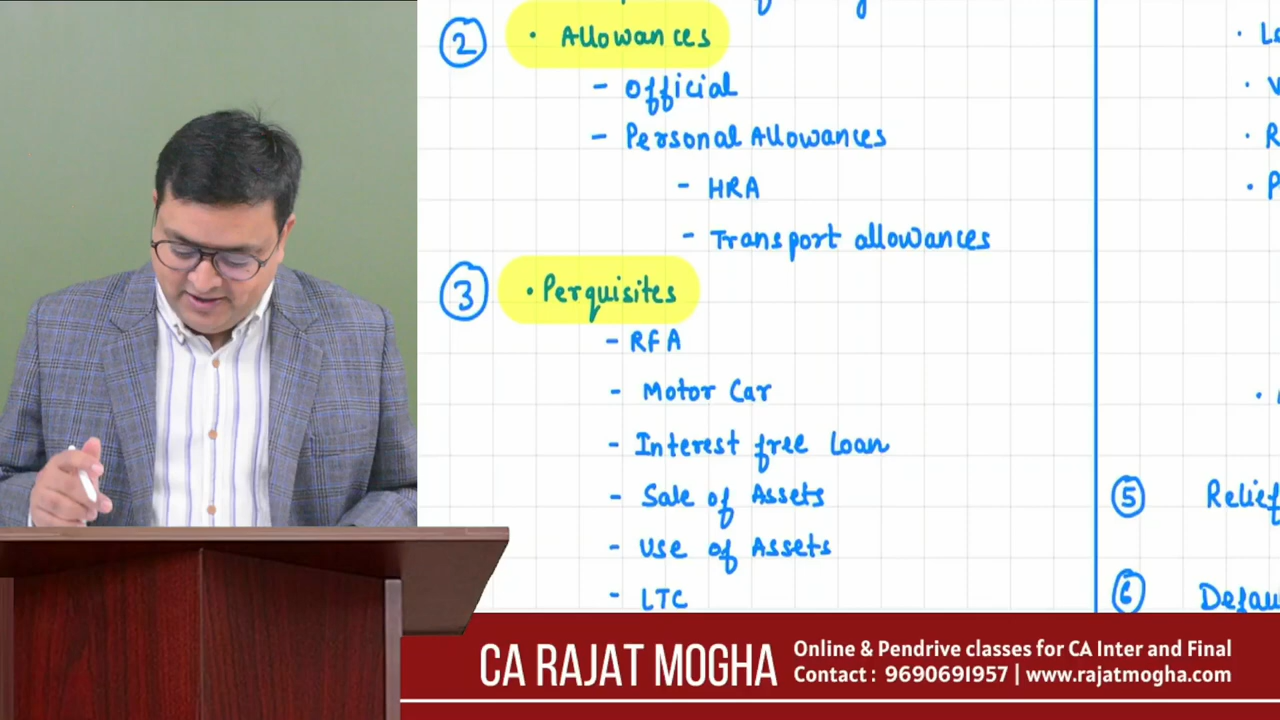 2 · Allowances
- Official
- Personal Allowances
- HRA
- Transport allowances
3 · Perquisites
- RFA
- Motor Car
- Interest free Loan
- Sale of Assets
- Use of Assets
- LTC
5 Relief
6
CA RAJAT MOGHA
Online & Pendrive classes for CA Inter and Final
Contact : 9690691957 | www.rajatmogha.com